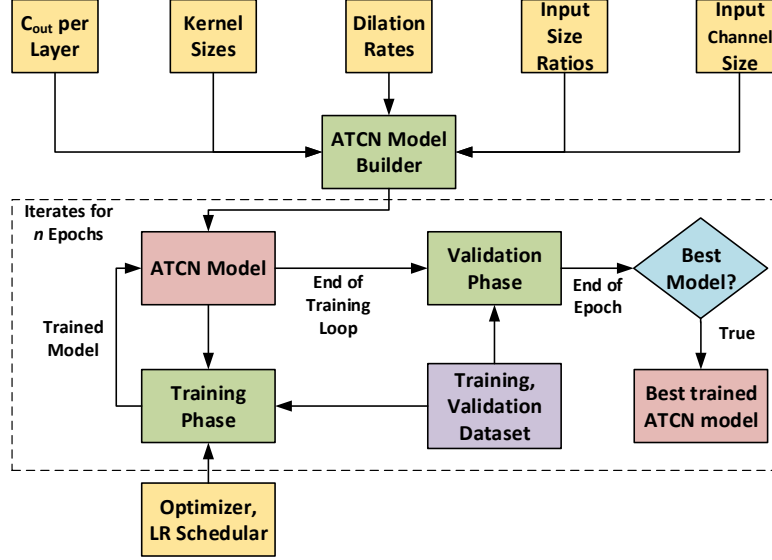 Cout per
Layer
Kernel
Sizes
Dilation
Rates
Input
Size
Ratios
Input
Channel
Size
ATCN Model
Builder
Iterates for
n Epochs
ATCN Model
End of
Training
Loop
Validation
Phase
End of
Epoch
Best
Model?
True
Trained
Model
Training
Phase
Training,
Validation
Dataset
Best trained
ATCN model
Optimizer,
LR Schedular